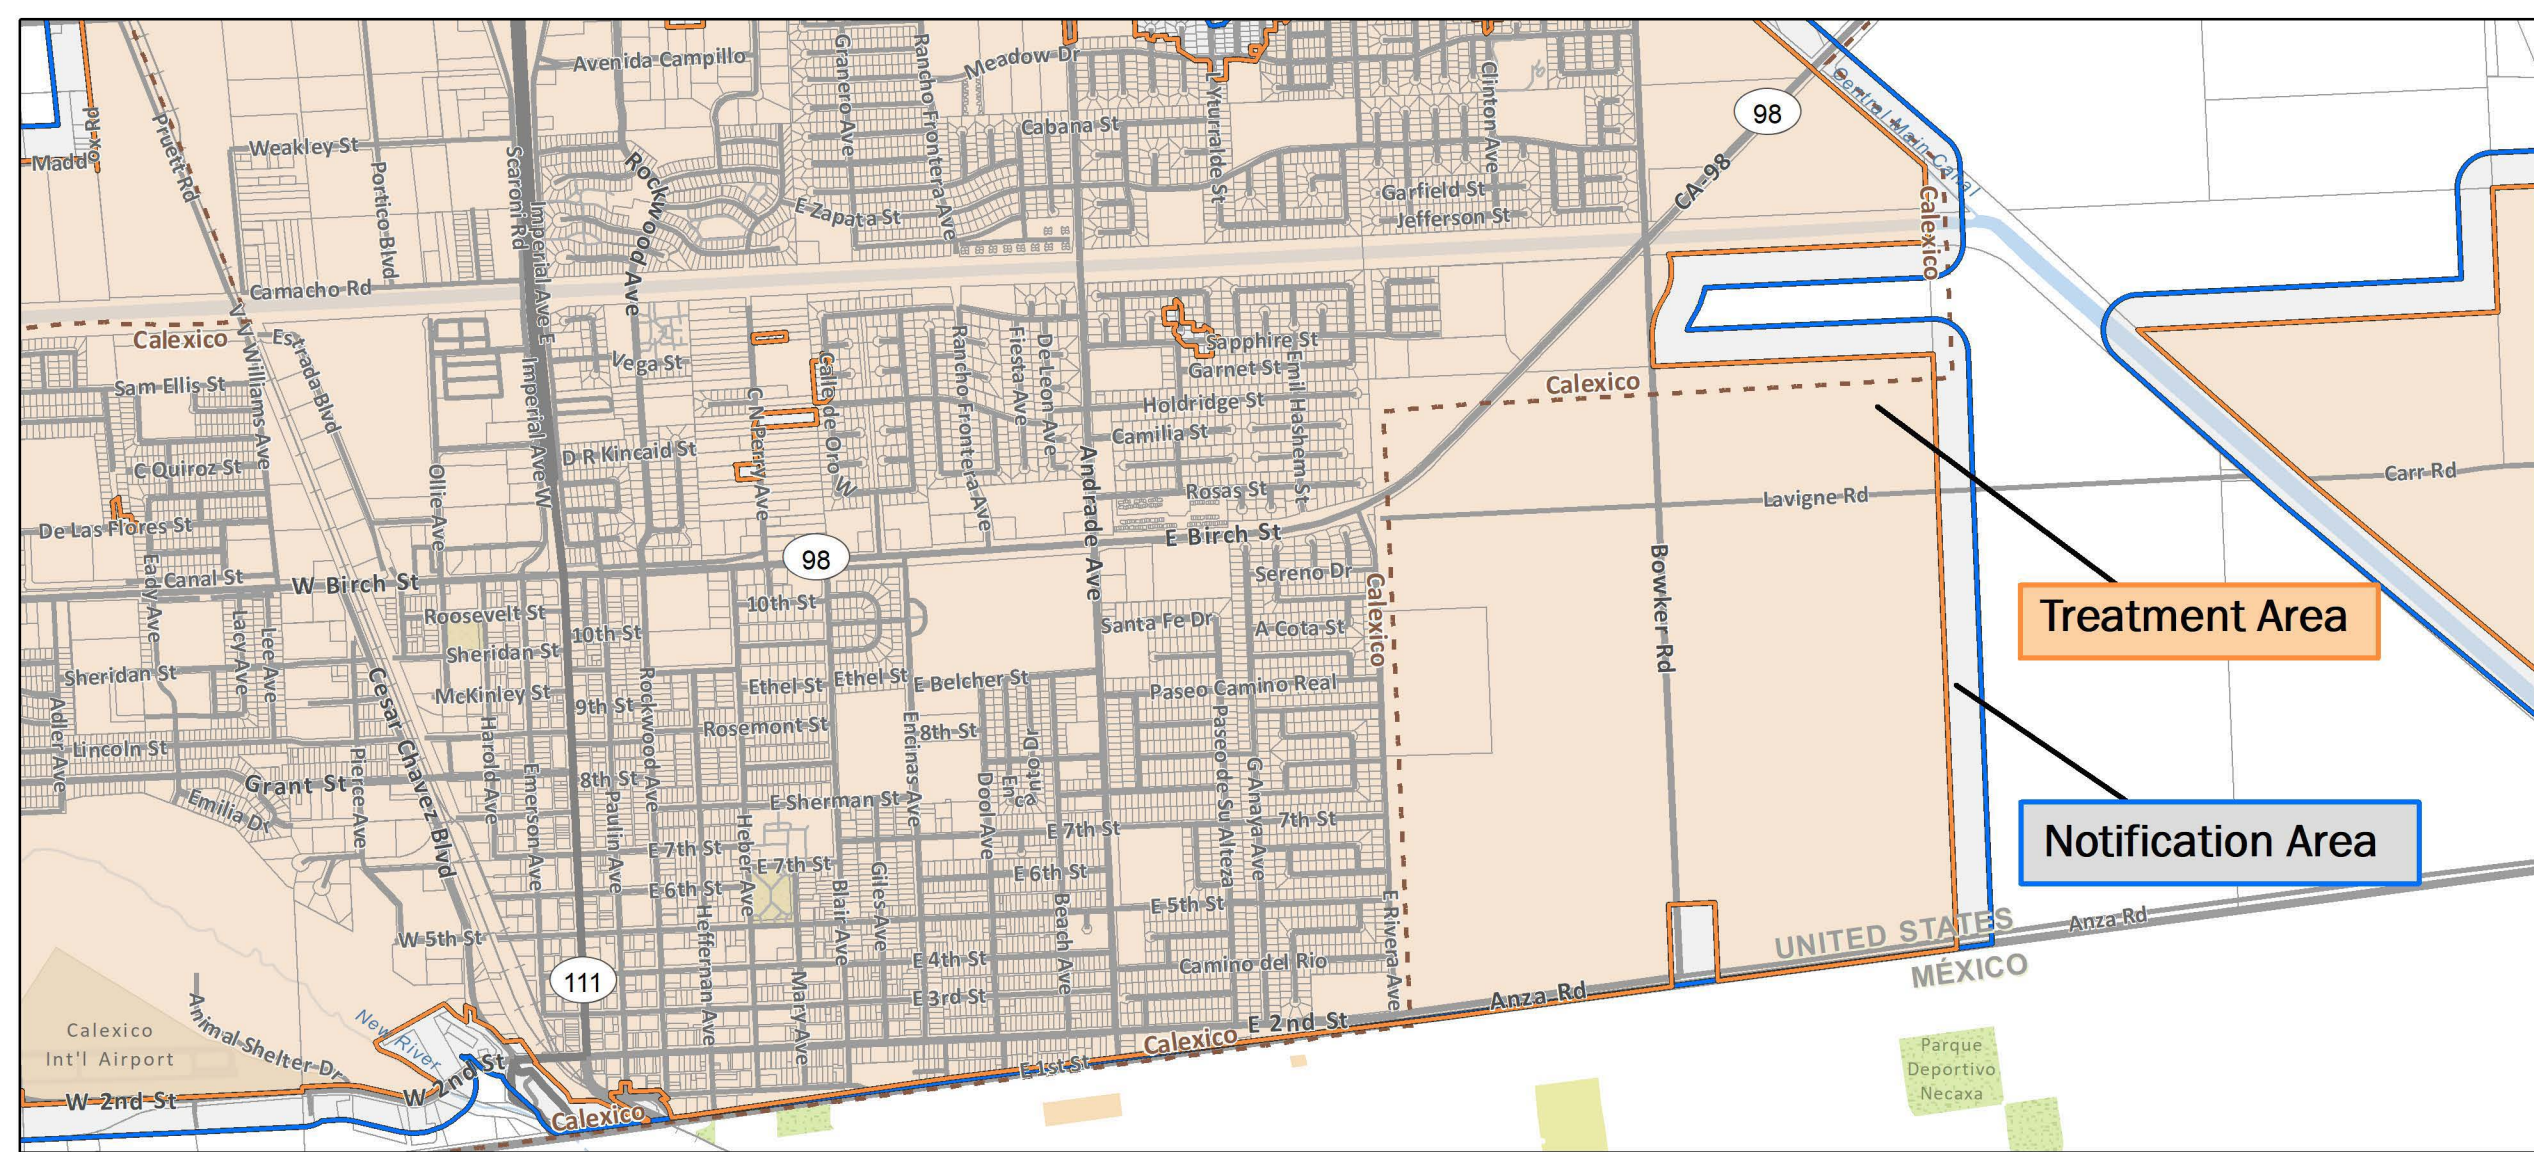 Avenida Campillo
Granero Ave
Rancho Frontera Ave
Meadow Dr
Lyturralde St
Clinton Ave
Central Main Canal
98
CA-98
Pruett Rd
Weakley St
Portico Blvd
Scaroni Rd
Imperial Ave E
Rockwood Ave
E Zapata St
Cabana St
Garfield St
Jefferson St
Calexico
Madd
ox Rd
Camacho Rd
Calexico
V V Williams Ave
Estrada Blvd
Sam Ellis St
Imperial Ave W
Vega St
C N Perry Ave
Calle de Oro W
Rancho Frontera Ave
Fiesta Ave
De Leon Ave
Sapphire St
Garnet St
Emil Hashem St
Holdridge St
Camilia St
Calexico
C Quiroz St
Ollie Ave
D R Kincaid St
Andrade Ave
Rosas St
Lavigne Rd
Carr Rd
De Las Flores St
E Birch St
98
Bowker Rd
Eady Ave
Canal St
W Birch St
Sereno Dr
Calexico
Treatment Area
Lacy Ave
Lee Ave
Roosevelt St
10th St
10th St
Santa Fe Dr
A Cota St
Sheridan St
Sheridan St
Cesar Chavez Blvd
McKinley St
9th St
Rockwood Ave
Ethel St
Ethel St
E Belcher St
Paseo Camino Real
Adler Ave
Lincoln St
Harold Ave
Rosemont St
Encinas Ave
8th St
Paseo de Su Alteza
G Anaya Ave
Grant St
Pierce Ave
Emerson Ave
8th St
Paulin Ave
E Sherman St
Dool Ave
Emilia Dr
Heber Ave
E 7th St
7th St
Notification Area
E 7th St
E 7th St
E 6th St
E 6th St
Blair Ave
Giles Ave
Beach Ave
E 5th St
E Rivera Ave
W 5th St
Heffernan Ave
Mary Ave
E 4th St
Camino del Rio
E 3rd St
111
UNITED STATES
MÉXICO
Anza Rd
Anza Rd
Calexico
Int'l Airport
Animal Shelter Dr
New River
E 2nd St
Calexico
E 1st St
W 2nd St
W 2nd St
Calexico
Parque
Deportivo
Necaxa